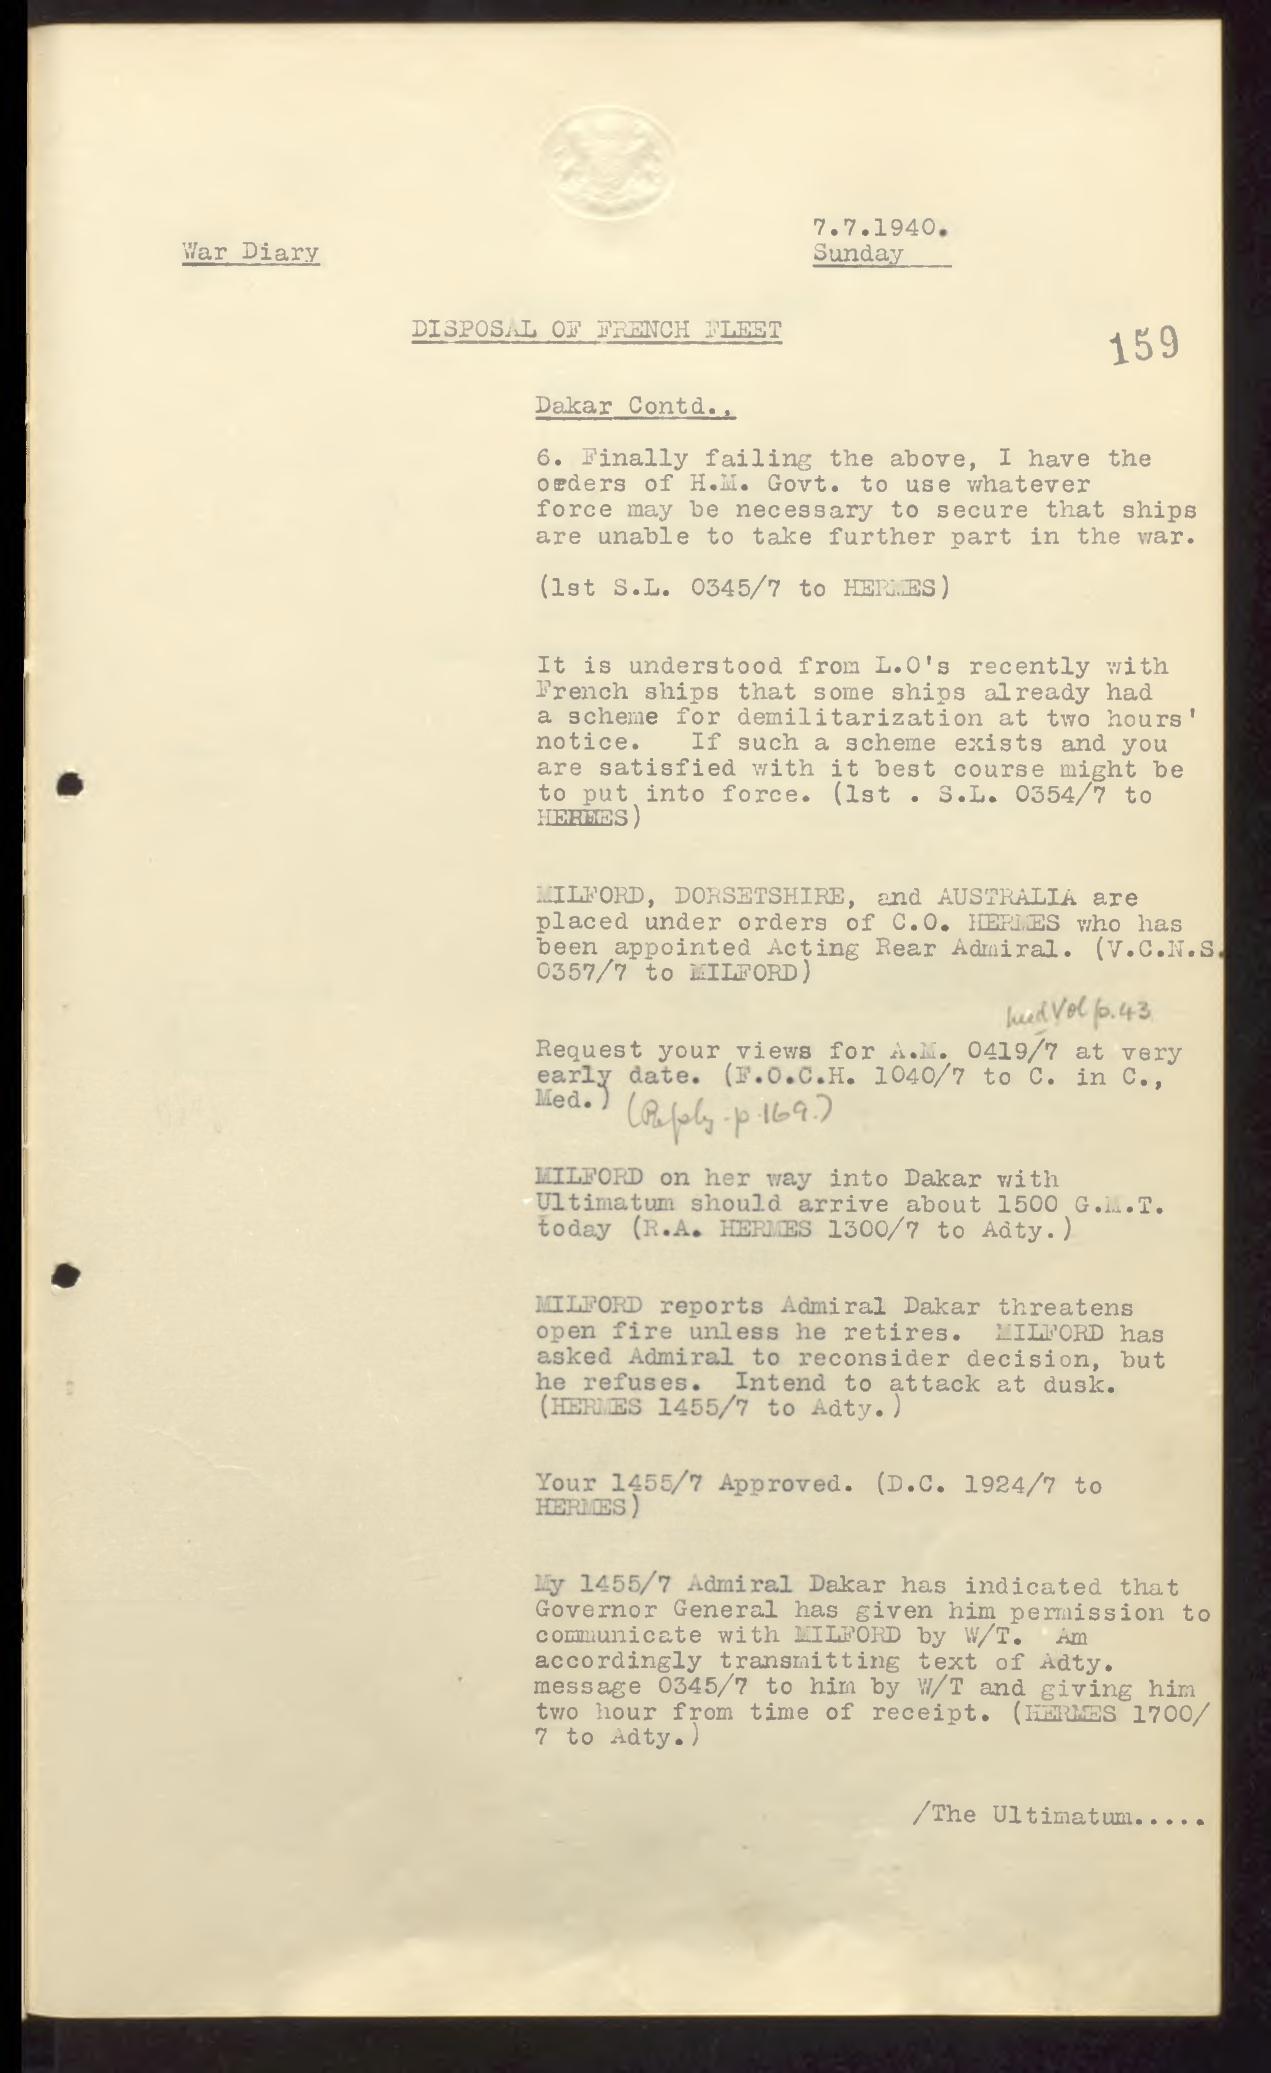 7.7.1940.
War Diary
Sunday
DISPOSAL OF FRENCH FLEET
159
Dakar Contd.,
6. Finally failing the above, I have the
orders of H.M. Govt. to use whatever
force may be necessary to secure that ships
are unable to take further part in the war.
(1st S.L. 0345/7 to HERMES)
It is understood from L.O's recently with
French ships that some ships already had
a scheme for demilitarization at two hours'
notice. If such a scheme exists and you
are satisfied with it best course might be
to put into force. (1st . S.L. 0354/7 to
HERMES)
MILFORD, DORSETSHIRE, and AUSTRALIA are
placed under orders of C.O. HERMES who has
been appointed Acting Rear Admiral. (V.C.N.S.
0357/7 to MILFORD)
Med Vol p.43
Request your views for A.M. 0419/7 at very
early date. (F.O.C.H. 1040/7 to C. in C.,
Med.) (Reply p.169.)
MILFORD on her way into Dakar with
Ultimatum should arrive about 1500 G.M.T.
today (R.A. HERMES 1300/7 to Adty.)
MILFORD reports Admiral Dakar threatens
open fire unless he retires. MILFORD has
asked Admiral to reconsider decision, but
he refuses. Intend to attack at dusk.
(HERMES 1455/7 to Adty.)
Your 1455/7 Approved. (D.C. 1924/7 to
HERMES)
My 1455/7 Admiral Dakar has indicated that
Governor General has given him permission to
communicate with MILFORD by W/T. Am
accordingly transmitting text of Adty.
message 0345/7 to him by W/T and giving him
two hour from time of receipt. (HERMES 1700/
7 to Adty.)
/The Ultimatum.....